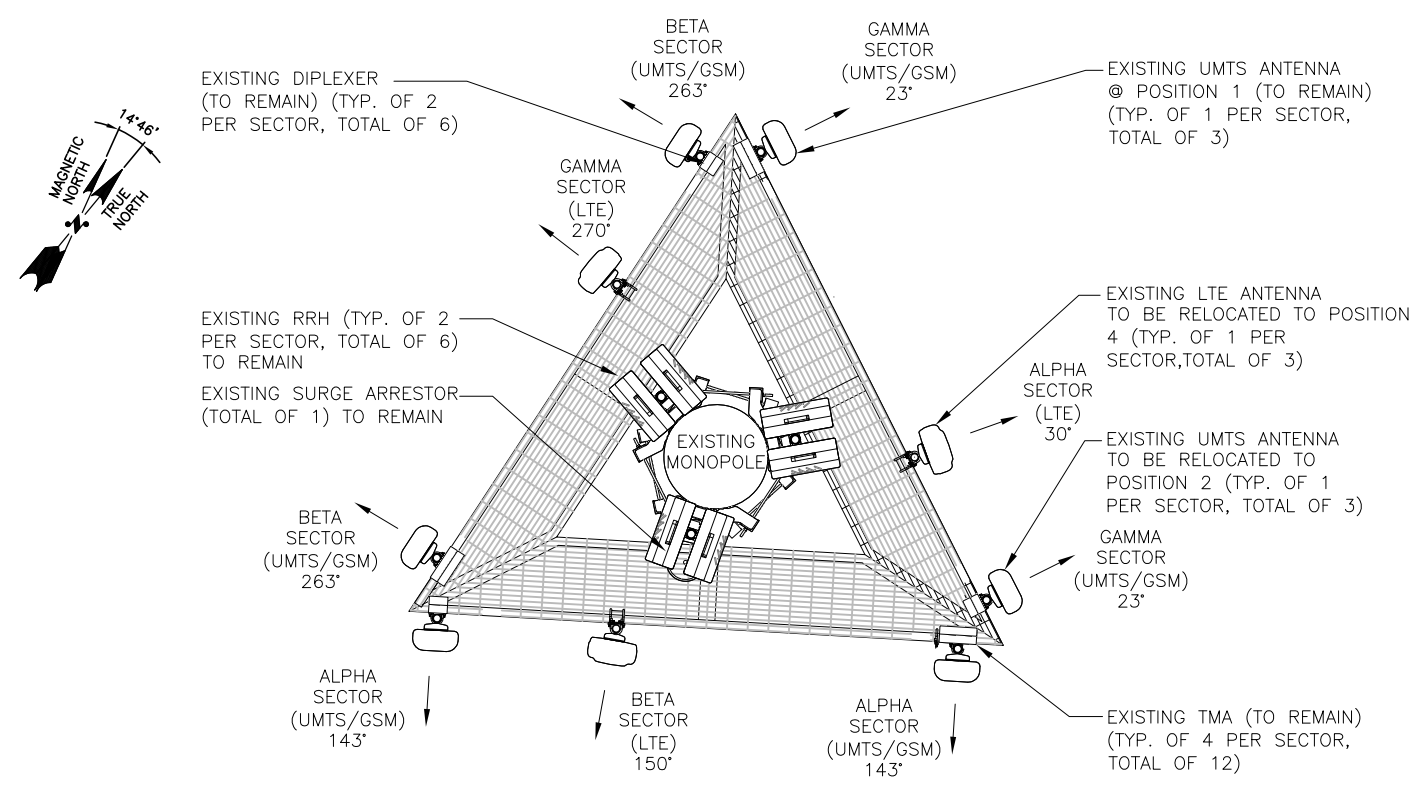 BETA
SECTOR
(UMTS/GSM)
263°
GAMMA
SECTOR
(UMTS/GSM)
23°
EXISTING DIPLEXER
(TO REMAIN) (TYP. OF 2
PER SECTOR, TOTAL OF 6)
EXISTING UMTS ANTENNA
@ POSITION 1 (TO REMAIN)
(TYP. OF 1 PER SECTOR,
TOTAL OF 3)
14°46'
MAGNETIC
NORTH
TRUE
NORTH
N
GAMMA
SECTOR
(LTE)
270°
EXISTING RRH (TYP. OF 2
PER SECTOR, TOTAL OF 6)
TO REMAIN
EXISTING SURGE ARRESTOR
(TOTAL OF 1) TO REMAIN
EXISTING LTE ANTENNA
TO BE RELOCATED TO POSITION
4 (TYP. OF 1 PER
SECTOR,TOTAL OF 3)
ALPHA
SECTOR
(LTE)
30°
EXISTING
MONOPOLE
EXISTING UMTS ANTENNA
TO BE RELOCATED TO
POSITION 2 (TYP. OF 1
PER SECTOR, TOTAL OF 3)
BETA
SECTOR
(UMTS/GSM)
263°
GAMMA
SECTOR
(UMTS/GSM)
23°
ALPHA
SECTOR
(UMTS/GSM)
143°
BETA
SECTOR
(LTE)
150°
ALPHA
SECTOR
(UMTS/GSM)
143°
EXISTING TMA (TO REMAIN)
(TYP. OF 4 PER SECTOR,
TOTAL OF 12)